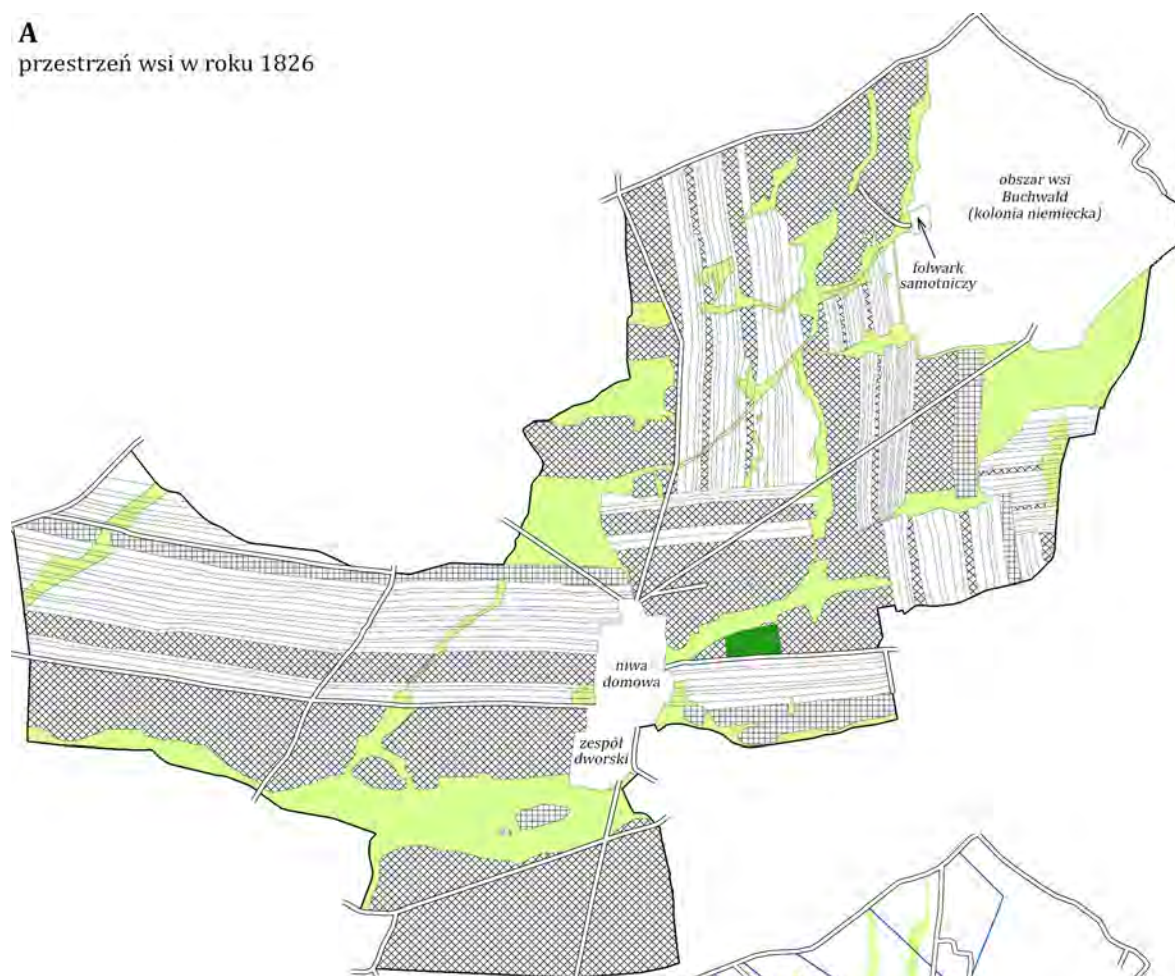 A
przestrzeń wsi w roku 1826
obszar wsi
Buchwald
(kolonia niemiecka)
folwark
samotniczy
niwa
domowa
zespół
dworski